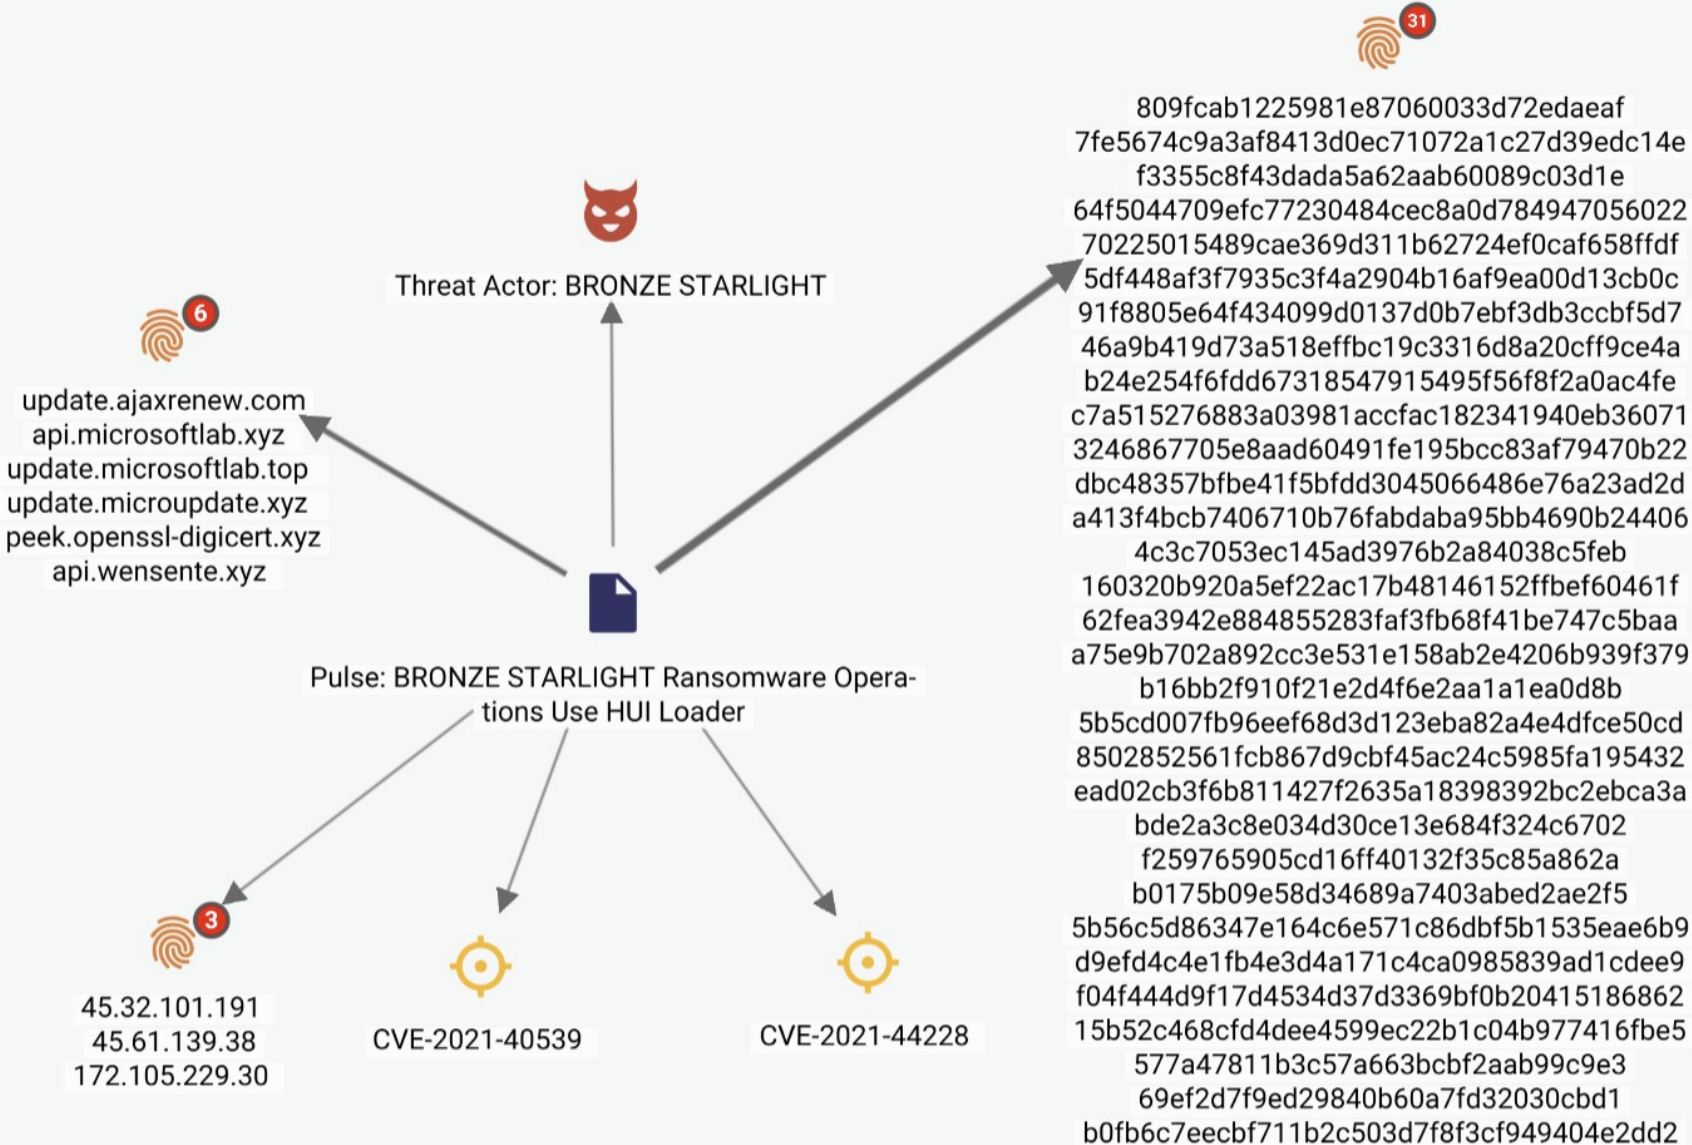 31
809fcab1225981e87060033d72edaeaf
7fe5674c9a3af8413d0ec71072a1c27d39edc14e
f3355c8f43dada5a62aab60089c03d1e
64f5044709efc77230484cec8a0d784947056022
70225015489cae369d311b62724ef0caf658ffdf
5df448af3f7935c3f4a2904b16af9ea00d13cb0c
91f8805e64f434099d0137d0b7ebf3db3ccbf5d7
46a9b419d73a518effbc19c3316d8a20cff9ce4a
b24e254f6fdd67318547915495f56f8f2a0ac4fe
c7a515276883a03981accfac182341940eb36071
3246867705e8aad60491fe195bcc83af79470b22
dbc48357bfbe41f5bfdd3045066486e76a23ad2d
a413f4bcb7406710b76fabdaba95bb4690b24406
4c3c7053ec145ad3976b2a84038c5feb
160320b920a5ef22ac17b48146152ffbef60461f
62fea3942e884855283faf3fb68f41be747c5baa
a75e9b702a892cc3e531e158ab2e4206b939f379
b16bb2f910f21e2d4f6e2aa1a1ea0d8b
5b5cd007fb96eef68d3d123eba82a4e4dfce50cd
8502852561fcb867d9cbf45ac24c5985fa195432
ead02cb3f6b811427f2635a18398392bc2ebca3a
bde2a3c8e034d30ce13e684f324c6702
f259765905cd16ff40132f35c85a862a
b0175b09e58d34689a7403abed2ae2f5
5b56c5d86347e164c6e571c86dbf5b1535eae6b9
d9efd4c4e1fb4e3d4a171c4ca0985839ad1cdee9
f04f444d9f17d4534d37d3369bf0b20415186862
15b52c468cfd4dee4599ec22b1c04b977416fbe5
577a47811b3c57a663bcbf2aab99c9e3
69ef2d7f9ed29840b60a7fd32030cbd1
b0fb6c7eecbf711b2c503d7f8f3cf949404e2dd2
Threat Actor: BRONZE STARLIGHT
6
update.ajaxrenew.com
api.microsoftlab.xyz
update.microsoftlab.top
update.microupdate.xyz
peek.openssl-digicert.xyz
api.wensente.xyz
Pulse: BRONZE STARLIGHT Ransomware Opera-
tions Use HUI Loader
3
45.32.101.191
45.61.139.38
172.105.229.30
CVE-2021-40539
CVE-2021-44228